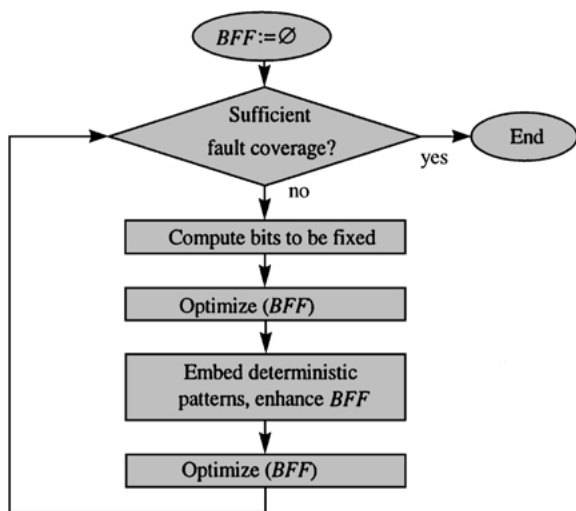 BFF:=∅
Sufficient
fault coverage?
End
yes
no
Compute bits to be fixed
Optimize (BFF)
Embed deterministic
patterns, enhance BFF
Optimize (BFF)